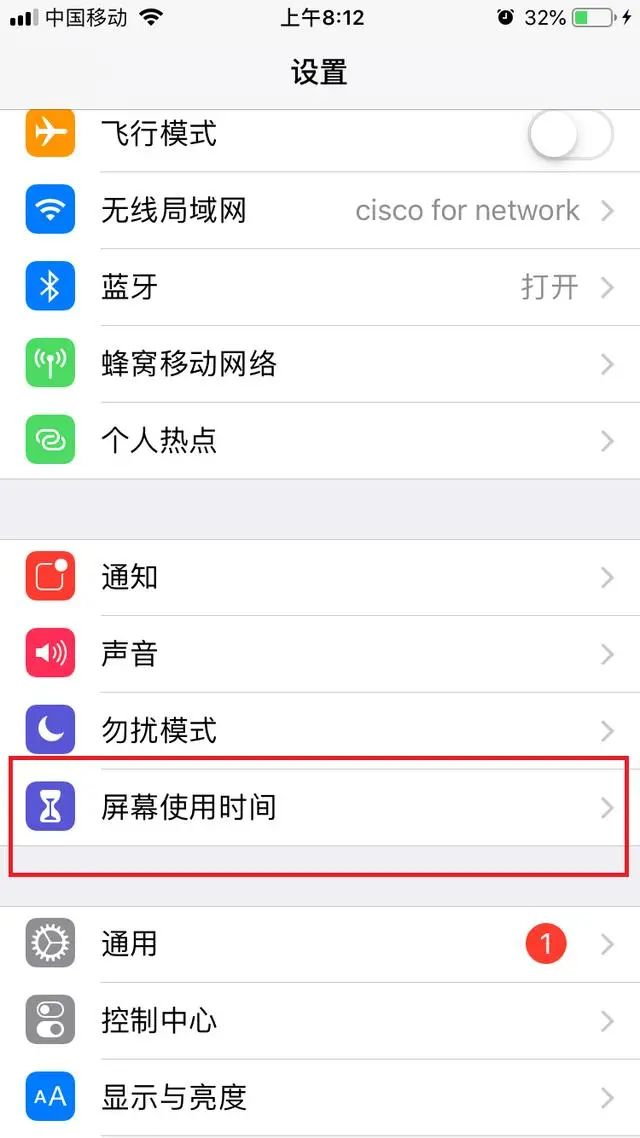 中国移动 上午8:12 32%
设置
飞行模式
无线局域网 cisco for network
蓝牙 打开
蜂窝移动网络
个人热点
通知
声音
勿扰模式
屏幕使用时间
通用 1
控制中心
AA 显示与亮度